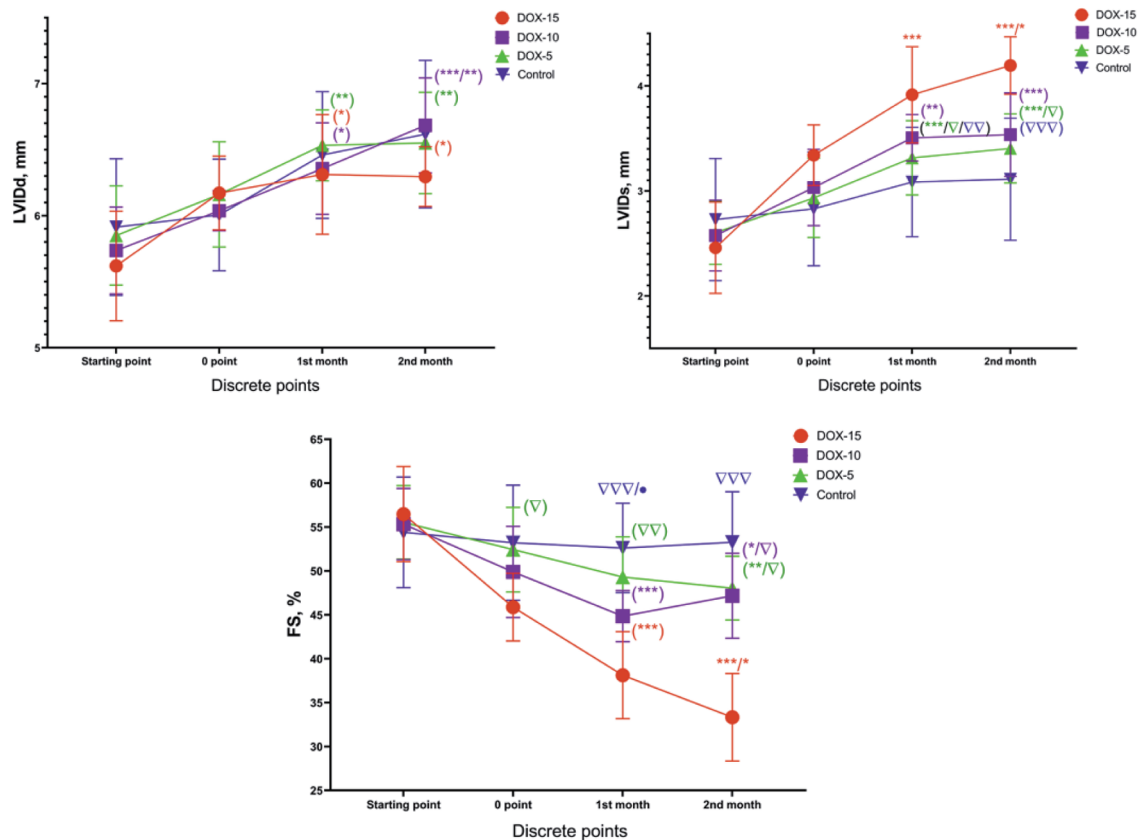 DOX-15
DOX-10
DOX-5
Control
LVIDd, mm
7
6
5
(**)
(*)
(*)
(***/**)
(**)
(*)
Starting point 0 point 1st month 2nd month
Discrete points
DOX-15
DOX-10
DOX-5
Control
LVIDs, mm
4
3
2
***
***/*
(**)
(***/∇/∇∇)
(***)
(***/∇)
(∇∇∇)
Starting point 0 point 1st month 2nd month
Discrete points
DOX-15
DOX-10
DOX-5
Control
FS, %
65
60
55
50
45
40
35
30
25
(∇)
∇∇∇/•
(∇∇)
(***)
(***)
∇∇∇
(*/∇)
(**/∇)
***/*
Starting point 0 point 1st month 2nd month
Discrete points